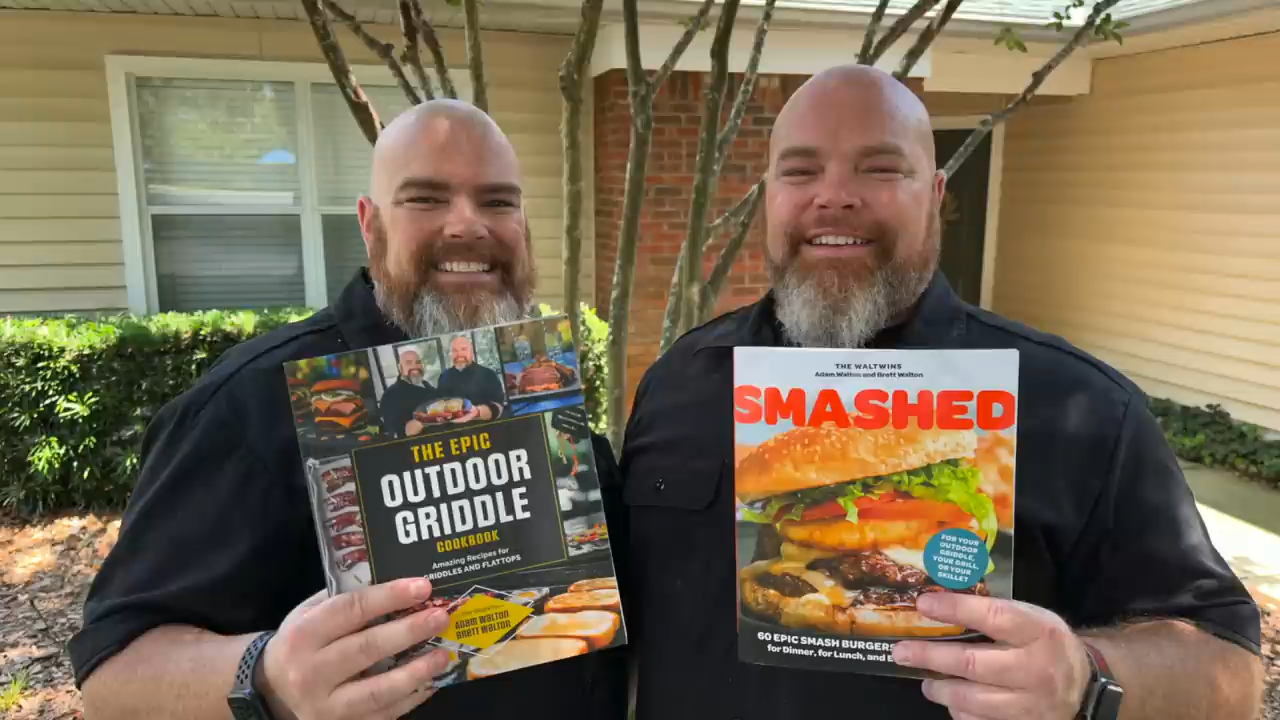 THE EPIC
OUTDOOR
GRIDDLE
COOKBOOK
Amazing Recipes for
GRIDDLES AND FLATTOPS
ADAM WALTON
BRETT WALTON
THE WALTWINS
Adam Walton and Brett Walton
SMASHED
FOR YOUR
OUTDOOR
GRIDDLE,
YOUR GRILL,
OR YOUR
SKILLET
60 EPIC SMASH BURGERS
for Dinner, for Lunch, and